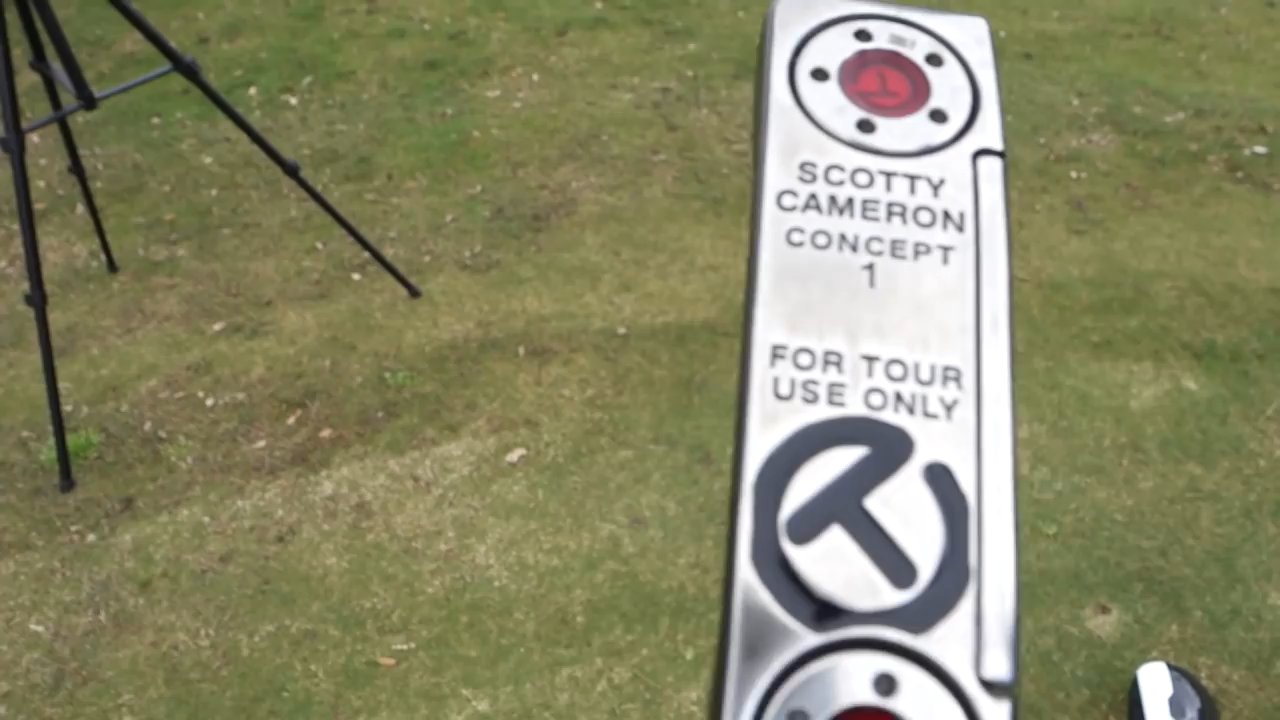 SCOTTY
CAMERON
CONCEPT
1
FOR TOUR
USE ONLY